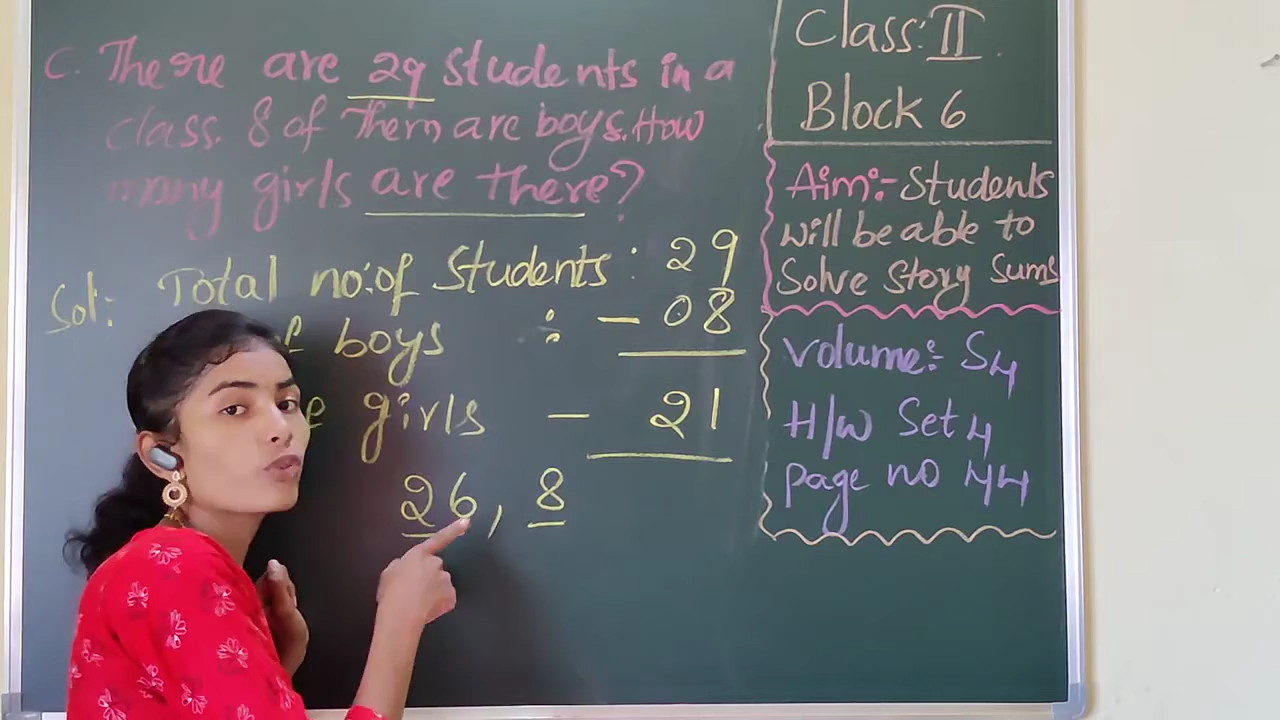 C. There are 29 students in a
class. 8 of them are boys. How
many girls are there?
Sol: Total no: of Students : 29
boys : - 08
girls - 21
26, 8
Class: II
Block 6
Aim:- Students
will be able to
Solve Story Sums
Volume:- S4
H/W Set 4
page no 44